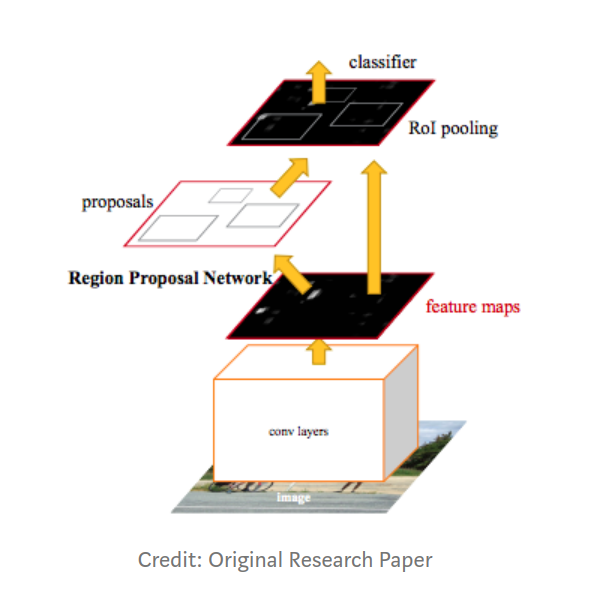 classifier
RoI pooling
proposals
Region Proposal Network
feature maps
conv layers
image
Credit: Original Research Paper